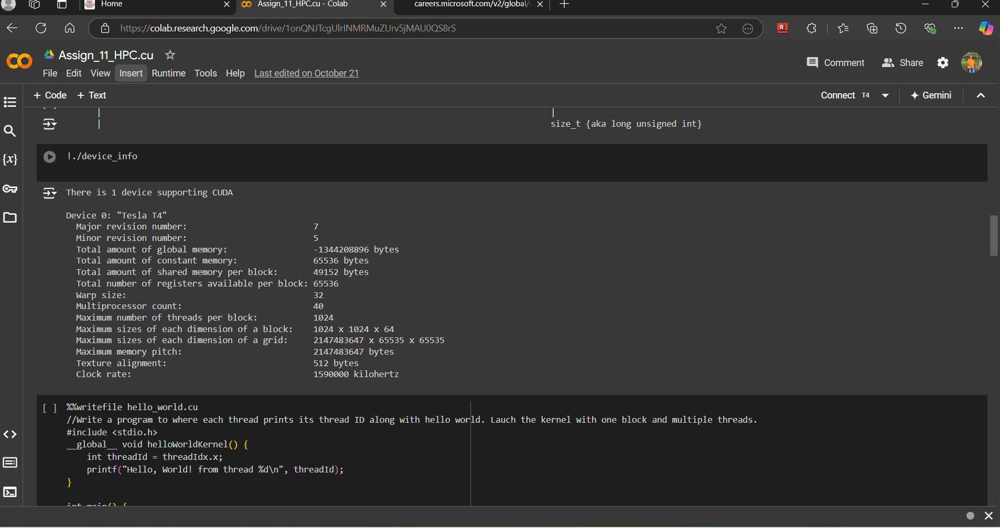 Home
Assign_11_HPC.cu - Colab
careers.microsoft.com/v2/global/
https://colab.research.google.com/drive/1onQNJTcgUlrINMRMuZUrv5jMAU0QS8rS
Assign_11_HPC.cu
Comment
Share
File Edit View Insert Runtime Tools Help Last edited on October 21
+ Code + Text
Connect T4
Gemini
size_t {aka long unsigned int}
!./device_info
There is 1 device supporting CUDA
Device 0: "Tesla T4"
Major revision number: 7
Minor revision number: 5
Total amount of global memory: -1344208896 bytes
Total amount of constant memory: 65536 bytes
Total amount of shared memory per block: 49152 bytes
Total number of registers available per block: 65536
Warp size: 32
Multiprocessor count: 40
Maximum number of threads per block: 1024
Maximum sizes of each dimension of a block: 1024 x 1024 x 64
Maximum sizes of each dimension of a grid: 2147483647 x 65535 x 65535
Maximum memory pitch: 2147483647 bytes
Texture alignment: 512 bytes
Clock rate: 1590000 kilohertz
[ ] %%writefile hello_world.cu
//Write a program to where each thread prints its thread ID along with hello world. Lauch the kernel with one block and multiple threads.
#include <stdio.h>
__global__ void helloWorldKernel() {
int threadId = threadIdx.x;
printf("Hello, World! from thread %d\n", threadId);
}
int main() {